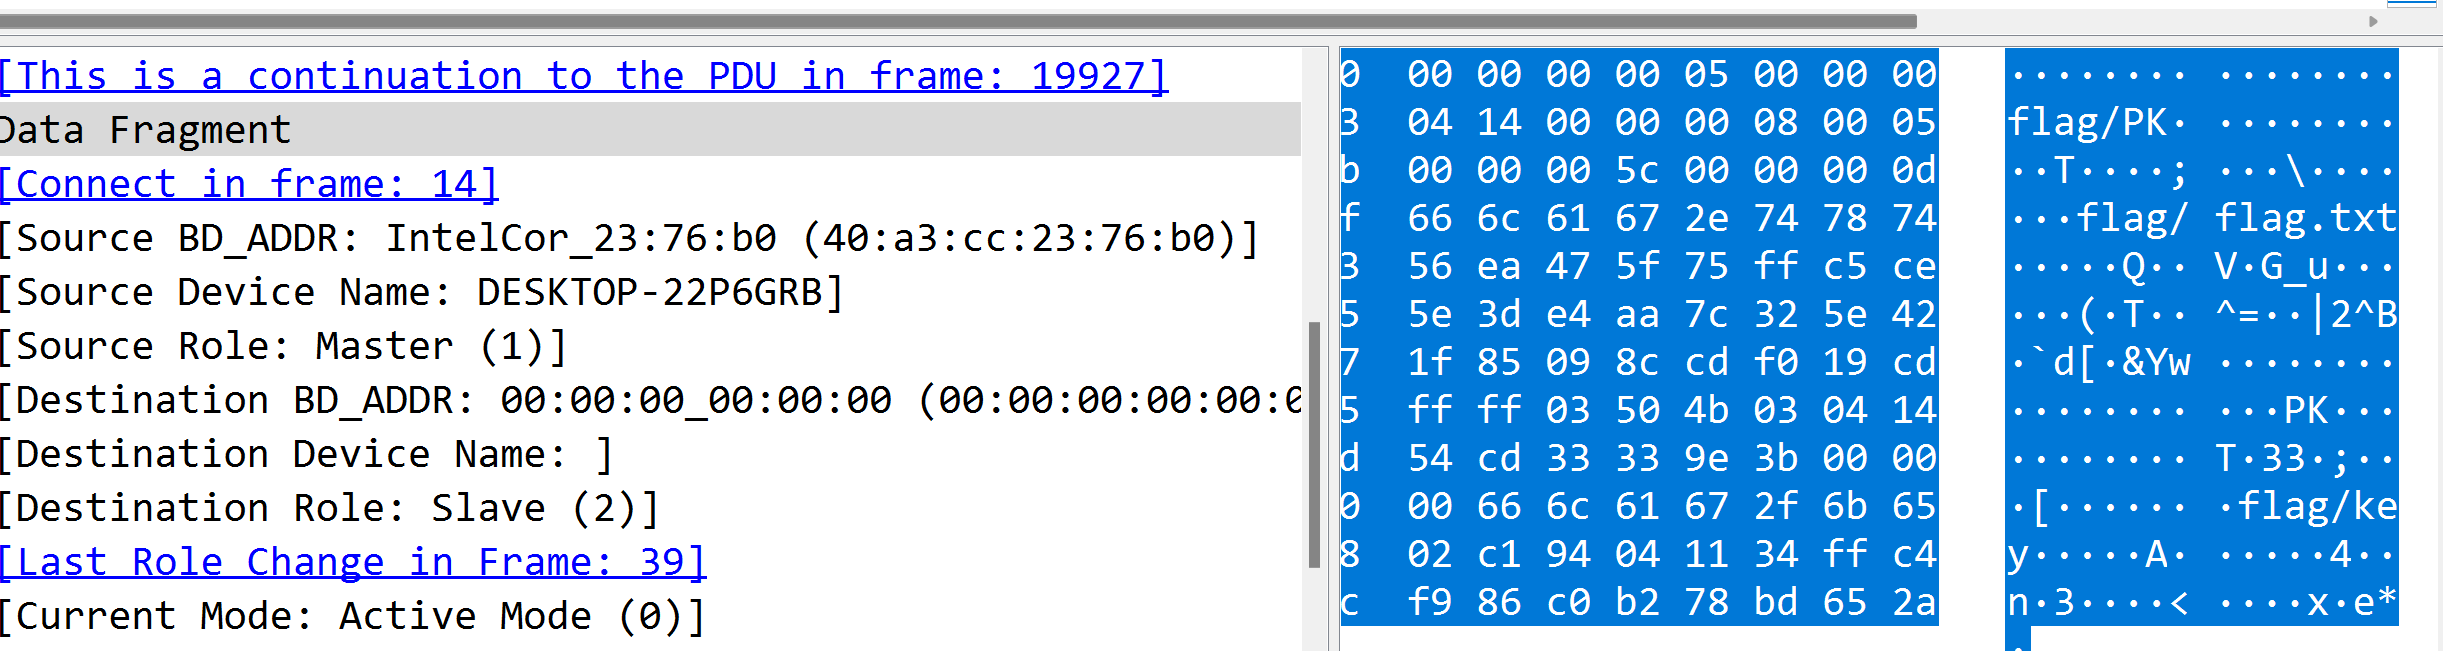 [This is a continuation to the PDU in frame: 19927]
Data Fragment
[Connect in frame: 14]
[Source BD_ADDR: IntelCor_23:76:b0 (40:a3:cc:23:76:b0)]
[Source Device Name: DESKTOP-22P6GRB]
[Source Role: Master (1)]
[Destination BD_ADDR: 00:00:00_00:00:00 (00:00:00:00:00:0
[Destination Device Name: ]
[Destination Role: Slave (2)]
[Last Role Change in Frame: 39]
[Current Mode: Active Mode (0)]
0 00 00 00 00 05 00 00 00 ········ ········
3 04 14 00 00 00 08 00 05 flag/PK· ········
b 00 00 00 5c 00 00 00 0d ··T····; ···\····
f 66 6c 61 67 2e 74 78 74 ···flag/ flag.txt
3 56 ea 47 5f 75 ff c5 ce ·····Q·· V·G_u···
5 5e 3d e4 aa 7c 32 5e 42 ···(·T·· ^=··|2^B
7 1f 85 09 8c cd f0 19 cd ·`d[·&Yw ········
5 ff ff 03 50 4b 03 04 14 ········ ···PK···
d 54 cd 33 33 9e 3b 00 00 ········ T·33·;··
0 00 66 6c 61 67 2f 6b 65 ·[······ ·flag/ke
8 02 c1 94 04 11 34 ff c4 y·····A· ·····4··
c f9 86 c0 b2 78 bd 65 2a n·3····< ····x·e*